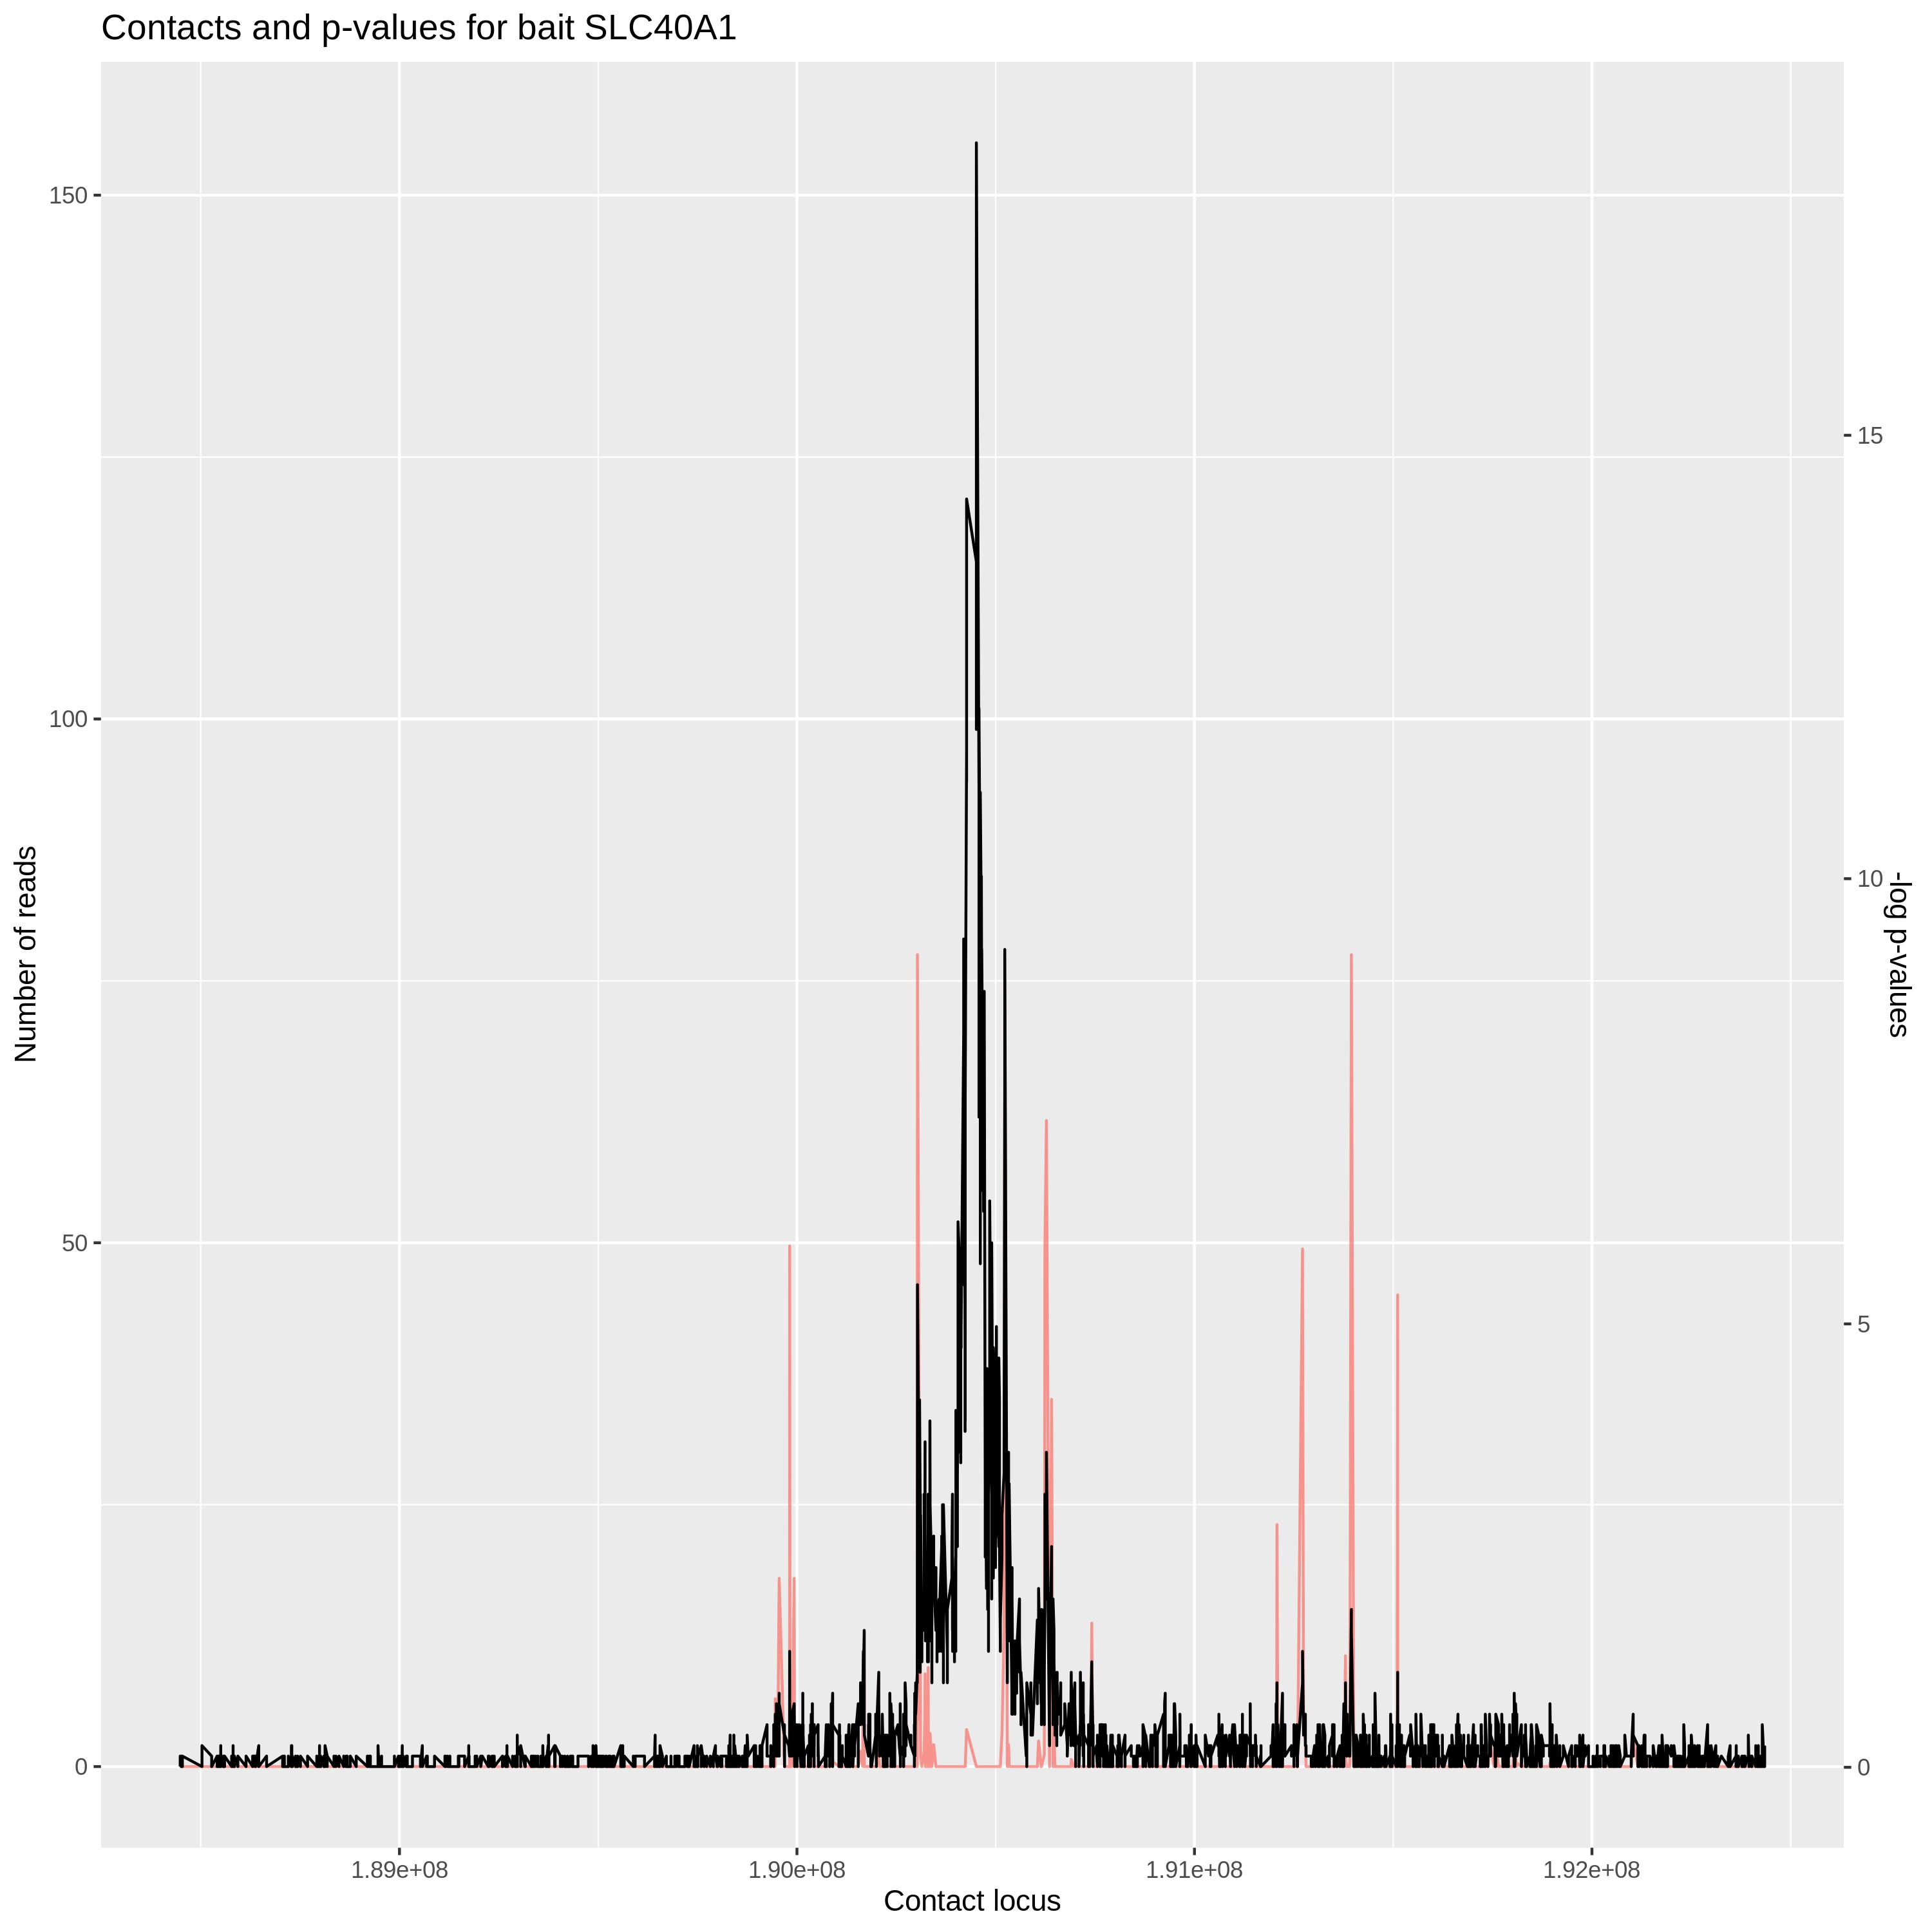 Contacts and p-values for bait SLC40A1
150
100
50
0
Number of reads
15
10
5
0
-log p-values
1.89e+08
1.90e+08
1.91e+08
1.92e+08
Contact locus